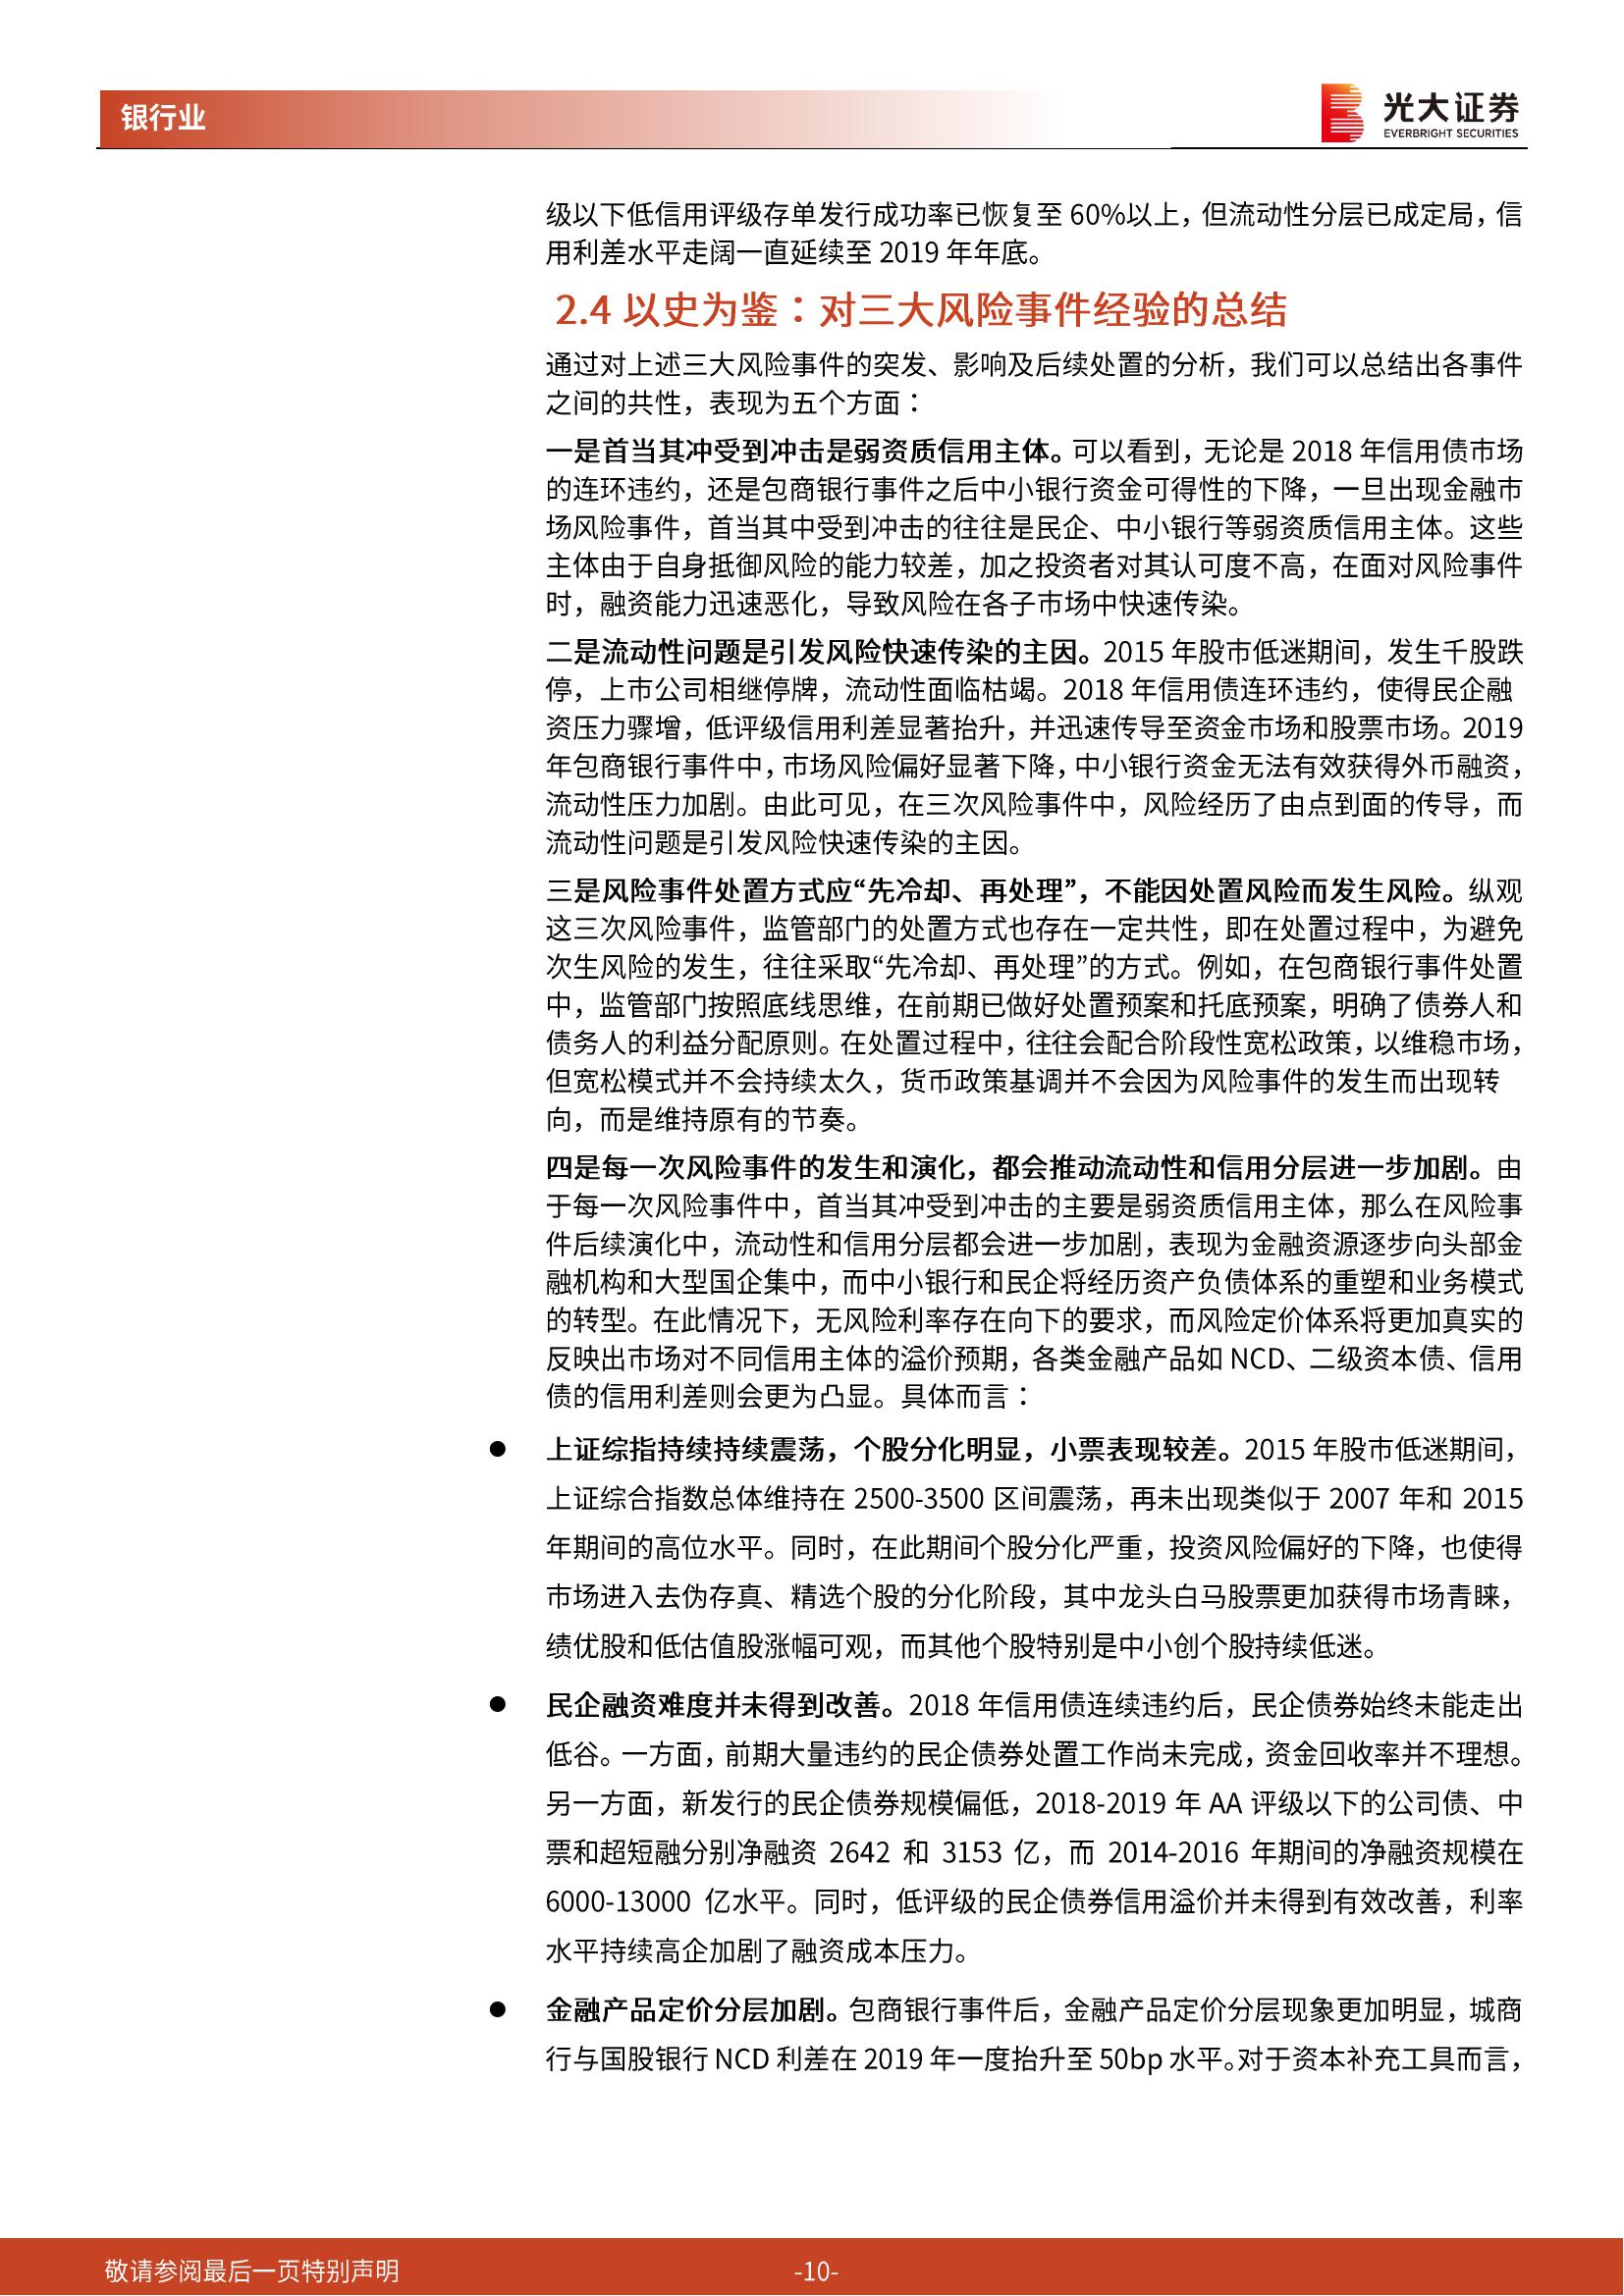 银行业
光大证券
EVERBRIGHT SECURITIES
级以下低信用评级存单发行成功率已恢复至 60%以上，但流动性分层已成定局，信
用利差水平走阔一直延续至 2019 年年底。
2.4 以史为鉴：对三大风险事件经验的总结
通过对上述三大风险事件的突发、影响及后续处置的分析，我们可以总结出各事件
之间的共性，表现为五个方面：
一是首当其冲受到冲击是弱资质信用主体。可以看到，无论是 2018 年信用债市场
的连环违约，还是包商银行事件之后中小银行资金可得性的下降，一旦出现金融市
场风险事件，首当其中受到冲击的往往是民企、中小银行等弱资质信用主体。这些
主体由于自身抵御风险的能力较差，加之投资者对其认可度不高，在面对风险事件
时，融资能力迅速恶化，导致风险在各子市场中快速传染。
二是流动性问题是引发风险快速传染的主因。2015 年股市低迷期间，发生千股跌
停，上市公司相继停牌，流动性面临枯竭。2018 年信用债连环违约，使得民企融
资压力骤增，低评级信用利差显著抬升，并迅速传导至资金市场和股票市场。2019
年包商银行事件中，市场风险偏好显著下降，中小银行资金无法有效获得外币融资，
流动性压力加剧。由此可见，在三次风险事件中，风险经历了由点到面的传导，而
流动性问题是引发风险快速传染的主因。
三是风险事件处置方式应“先冷却、再处理”，不能因处置风险而发生风险。纵观
这三次风险事件，监管部门的处置方式也存在一定共性，即在处置过程中，为避免
次生风险的发生，往往采取“先冷却、再处理”的方式。例如，在包商银行事件处置
中，监管部门按照底线思维，在前期已做好处置预案和托底预案，明确了债券人和
债务人的利益分配原则。在处置过程中，往往会配合阶段性宽松政策，以维稳市场，
但宽松模式并不会持续太久，货币政策基调并不会因为风险事件的发生而出现转
向，而是维持原有的节奏。
四是每一次风险事件的发生和演化，都会推动流动性和信用分层进一步加剧。由
于每一次风险事件中，首当其冲受到冲击的主要是弱资质信用主体，那么在风险事
件后续演化中，流动性和信用分层都会进一步加剧，表现为金融资源逐步向头部金
融机构和大型国企集中，而中小银行和民企将经历资产负债体系的重塑和业务模式
的转型。在此情况下，无风险利率存在向下的要求，而风险定价体系将更加真实的
反映出市场对不同信用主体的溢价预期，各类金融产品如 NCD、二级资本债、信用
债的信用利差则会更为凸显。具体而言：
● 上证综指持续持续震荡，个股分化明显，小票表现较差。2015 年股市低迷期间，
上证综合指数总体维持在 2500-3500 区间震荡，再未出现类似于 2007 年和 2015
年期间的高位水平。同时，在此期间个股分化严重，投资风险偏好的下降，也使得
市场进入去伪存真、精选个股的分化阶段，其中龙头白马股票更加获得市场青睐，
绩优股和低估值股涨幅可观，而其他个股特别是中小创个股持续低迷。
● 民企融资难度并未得到改善。2018 年信用债连续违约后，民企债券始终未能走出
低谷。一方面，前期大量违约的民企债券处置工作尚未完成，资金回收率并不理想。
另一方面，新发行的民企债券规模偏低，2018-2019 年 AA 评级以下的公司债、中
票和超短融分别净融资 2642 和 3153 亿，而 2014-2016 年期间的净融资规模在
6000-13000 亿水平。同时，低评级的民企债券信用溢价并未得到有效改善，利率
水平持续高企加剧了融资成本压力。
● 金融产品定价分层加剧。包商银行事件后，金融产品定价分层现象更加明显，城商
行与国股银行 NCD 利差在 2019 年一度抬升至 50bp 水平。对于资本补充工具而言，
敬请参阅最后一页特别声明
-10-